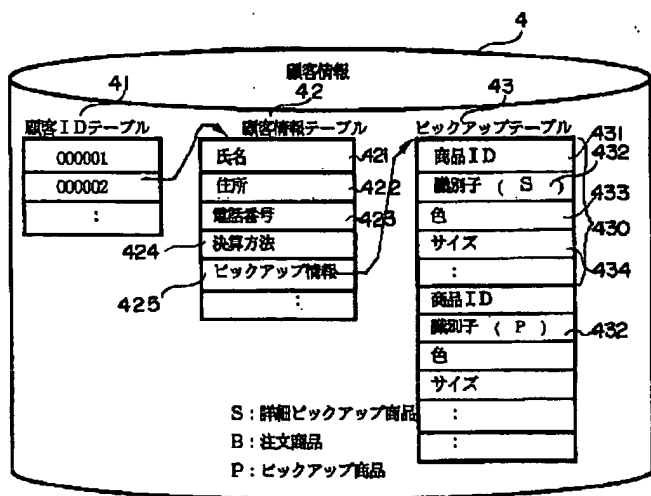 4
顧客情報
41
42
43
顧客IDテーブル
顧客情報テーブル
ピックアップテーブル
000001
000002
:
氏名
421
住所
422
電話番号
423
424
決算方法
425
ピックアップ情報
:
商品ID
431
識別子 ( S )
432
色
433
430
サイズ
434
:
商品ID
識別子 ( P )
432
色
サイズ
:
:
S:詳細ピックアップ商品
B:注文商品
P:ピックアップ商品